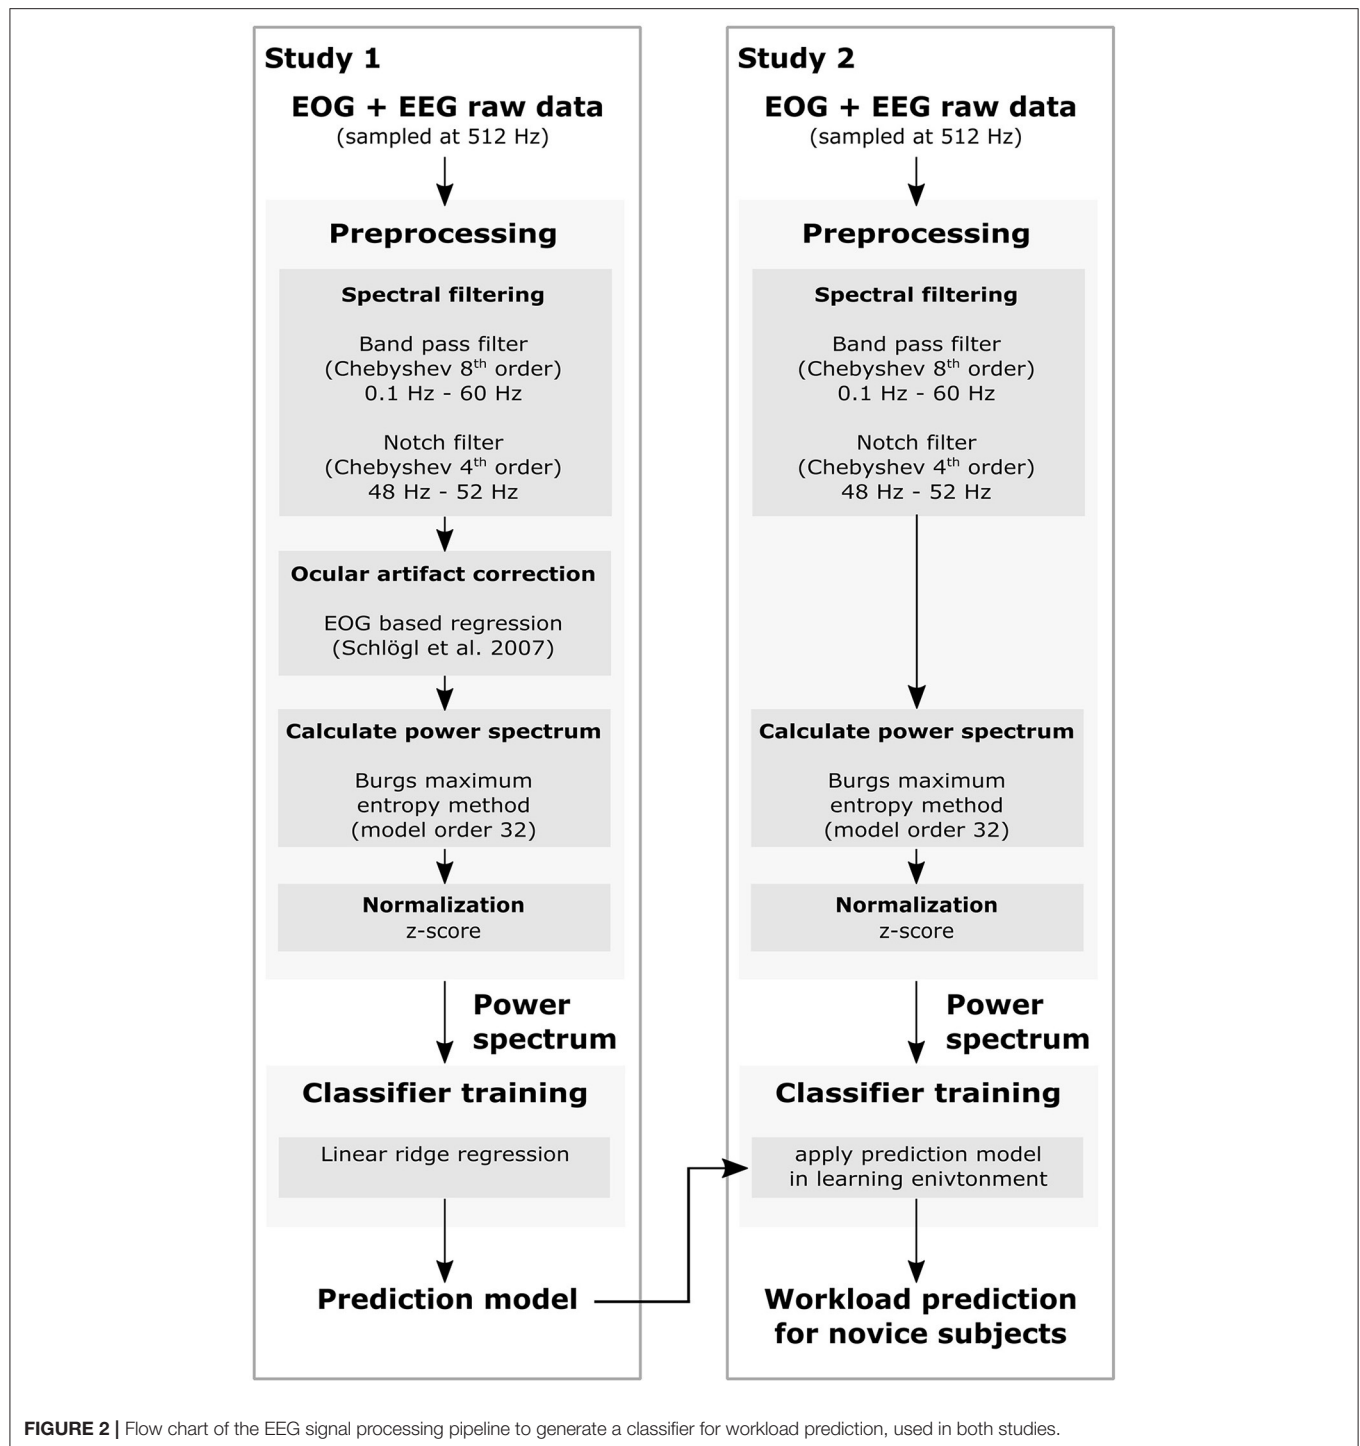 Study 1
EOG + EEG raw data
(sampled at 512 Hz)
Preprocessing
Spectral filtering
Band pass filter
(Chebyshev 8th order)
0.1 Hz - 60 Hz
Notch filter
(Chebyshev 4th order)
48 Hz - 52 Hz
Ocular artifact correction
EOG based regression
(Schlögl et al. 2007)
Calculate power spectrum
Burgs maximum
entropy method
(model order 32)
Normalization
z-score
Power
spectrum
Classifier training
Linear ridge regression
Prediction model
Study 2
EOG + EEG raw data
(sampled at 512 Hz)
Preprocessing
Spectral filtering
Band pass filter
(Chebyshev 8th order)
0.1 Hz - 60 Hz
Notch filter
(Chebyshev 4th order)
48 Hz - 52 Hz
Calculate power spectrum
Burgs maximum
entropy method
(model order 32)
Normalization
z-score
Power
spectrum
Classifier training
apply prediction model
in learning enivtonment
Workload prediction
for novice subjects
FIGURE 2 | Flow chart of the EEG signal processing pipeline to generate a classifier for workload prediction, used in both studies.